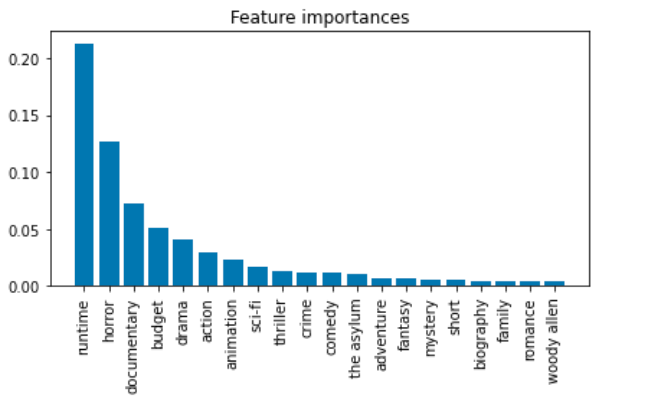 Feature importances
0.20
0.15
0.10
0.05
0.00
runtime
horror
documentary
budget
drama
action
animation
sci-fi
thriller
crime
comedy
the asylum
adventure
fantasy
mystery
short
biography
family
romance
woody allen